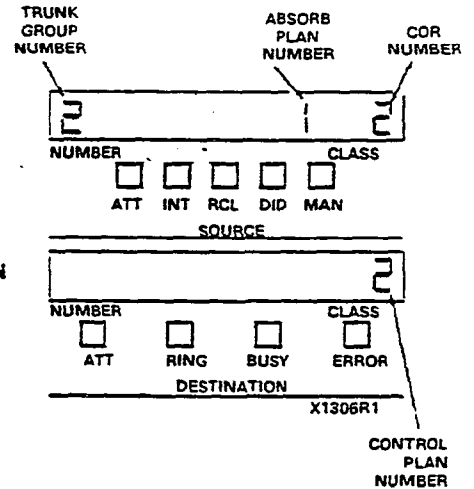 TRUNK
GROUP
NUMBER
ABSORB
PLAN
NUMBER
COR
NUMBER
2 1 2
NUMBER CLASS
ATT INT RCL DID MAN
SOURCE
2
NUMBER CLASS
ATT RING BUSY ERROR
DESTINATION
X1306R1
CONTROL
PLAN
NUMBER